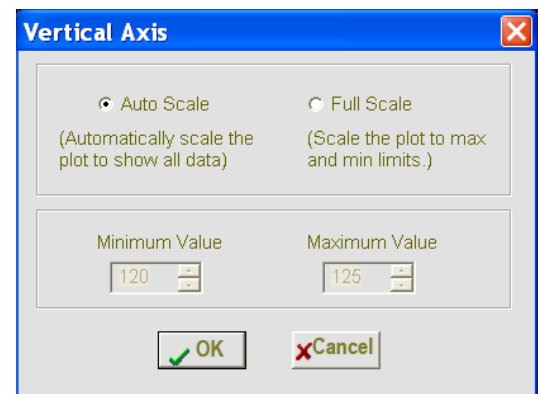 Vertical Axis
Auto Scale
Full Scale
(Automatically scale the
plot to show all data)
(Scale the plot to max
and min limits.)
Minimum Value
Maximum Value
120
125
OK
Cancel